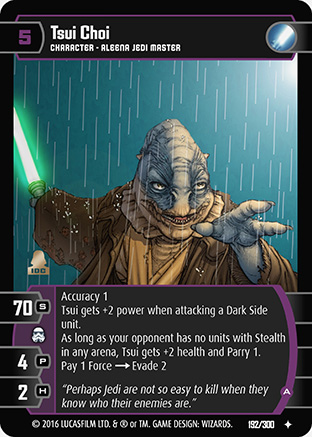 5 Tsui Choi
CHARACTER - ALEENA JEDI MASTER
IDC
70 S
4 P
2 H
Accuracy 1
Tsui gets +2 power when attacking a Dark Side
unit.
As long as your opponent has no units with Stealth
in any arena, Tsui gets +2 health and Parry 1.
Pay 1 Force → Evade 2
"Perhaps Jedi are not so easy to kill when they
know who their enemies are."
A
© 2016 LUCASFILM LTD. & ® or TM. GAME DESIGN: WIZARDS. 192/300